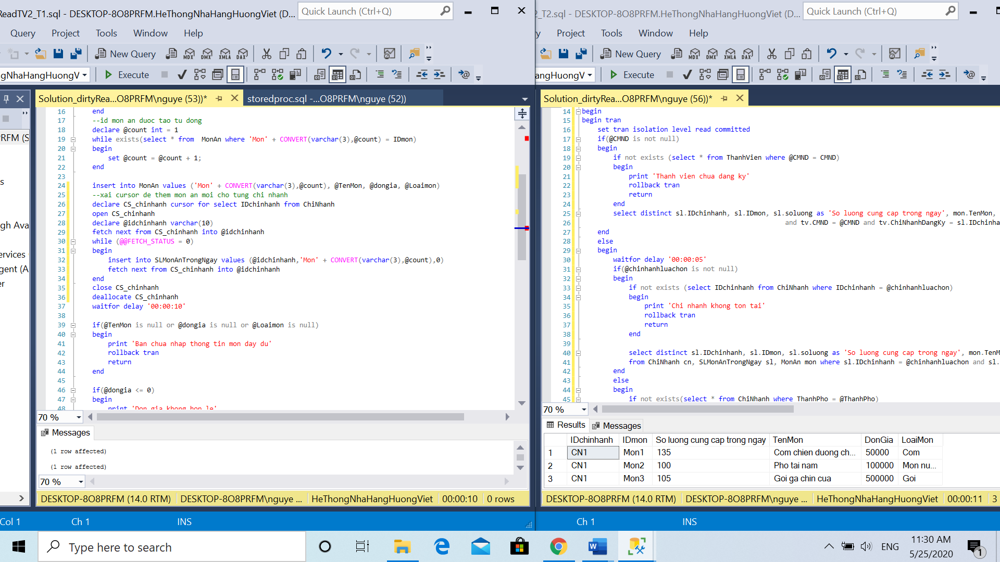 ReadTV2_T1.sql - DESKTOP-8O8PRFM.HeThongNhaHangHuongViet (D...
Quick Launch (Ctrl+Q)
Query Project Tools Window Help
New Query
MDX DMX XMLA DAX
gNhaHangHuongV
Execute
Solution_dirtyRea...O8PRFM\nguye (53))*
storedproc.sql -...O8PRFM\nguye (52))
RFM (S
s
gh Ava
ervices
gent (A
er
16 end
17 --id mon an duoc tao tu dong
18 declare @count int = 1
19 while exists(select * from MonAn where 'Mon' + CONVERT(varchar(3),@count) = IDmon)
20 begin
21 set @count = @count + 1;
22 end
23
24 insert into MonAn values ('Mon' + CONVERT(varchar(3),@count), @TenMon, @dongia, @Loaimon)
25 --xai cursor de them mon an moi cho tung chi nhanh
26 declare CS_chinhanh cursor for select IDchinhanh from ChiNhanh
27 open CS_chinhanh
28 declare @idchinhanh varchar(10)
29 fetch next from CS_chinhanh into @idchinhanh
30 while (@@FETCH_STATUS = 0)
31 begin
32 insert into SLMonAnTrongNgay values (@idchinhanh,'Mon' + CONVERT(varchar(3),@count),0)
33 fetch next from CS_chinhanh into @idchinhanh
34 end
35 close CS_chinhanh
36 deallocate CS_chinhanh
37 waitfor delay '00:00:10'
38
39 if(@TenMon is null or @dongia is null or @Loaimon is null)
40 begin
41 print 'Ban chua nhap thong tin mon day du'
42 rollback tran
43 return
44 end
45
46 if(@dongia <= 0)
47 begin
48 print 'Don gia khong hop le'
70 %
Messages
(1 row affected)
(1 row affected)
70 %
DESKTOP-8O8PRFM (14.0 RTM) DESKTOP-8O8PRFM\nguye ... HeThongNhaHangHuongViet 00:00:10 0 rows
Col 1 Ch 1 INS
2_T2.sql - DESKTOP-8O8PRFM.HeThongNhaHangHuongViet (D...
Quick Launch (Ctrl+Q)
y Project Tools Window Help
New Query
MDX DMX XMLA DAX
angHuongV
Execute
Solution_dirtyRea...O8PRFM\nguye (56))*
14 begin
15 begin tran
16 set tran isolation level read committed
17 if(@CMND is not null)
18 begin
19 if not exists (select * from ThanhVien where @CMND = CMND)
20 begin
21 print 'Thanh vien chua dang ky'
22 rollback tran
23 return
24 end
25 select distinct sl.IDchinhanh, sl.IDmon, sl.soluong as 'So luong cung cap trong ngay', mon.TenMon,
26 and tv.CMND = @CMND and tv.ChiNhanhDangKy = sl.IDchinha
27 end
28 else
29 begin
30 waitfor delay '00:00:05'
31 if(@chinhanhluachon is not null)
32 begin
33 if not exists (select IDchinhanh from ChiNhanh where IDchinhanh = @chinhanhluachon)
34 begin
35 print 'Chi nhanh khong ton tai'
36 rollback tran
37 return
38 end
39
40 select distinct sl.IDchinhanh, sl.IDmon, sl.soluong as 'So luong cung cap trong ngay', mon.TenM
41 from ChiNhanh cn, SLMonAnTrongNgay sl, MonAn mon where sl.IDchinhanh = @chinhanhluachon and sl.
42 end
43 else
44 begin
45 if not exists(select * from ChiNhanh where ThanhPho = @ThanhPho)
70 %
Results Messages
IDchinhanh IDmon So luong cung cap trong ngay TenMon DonGia LoaiMon
1 CN1 Mon1 135 Com chien duong ch... 50000 Com
2 CN1 Mon2 100 Pho tai nam 100000 Mon nu...
3 CN1 Mon3 105 Goi ga chin cua 500000 Goi
DESKTOP-8O8PRFM (14.0 RTM) DESKTOP-8O8PRFM\nguye ... HeThongNhaHangHuongViet 00:00:11 3
Ch 1 INS
Type here to search
ENG
11:30 AM
5/25/2020
1